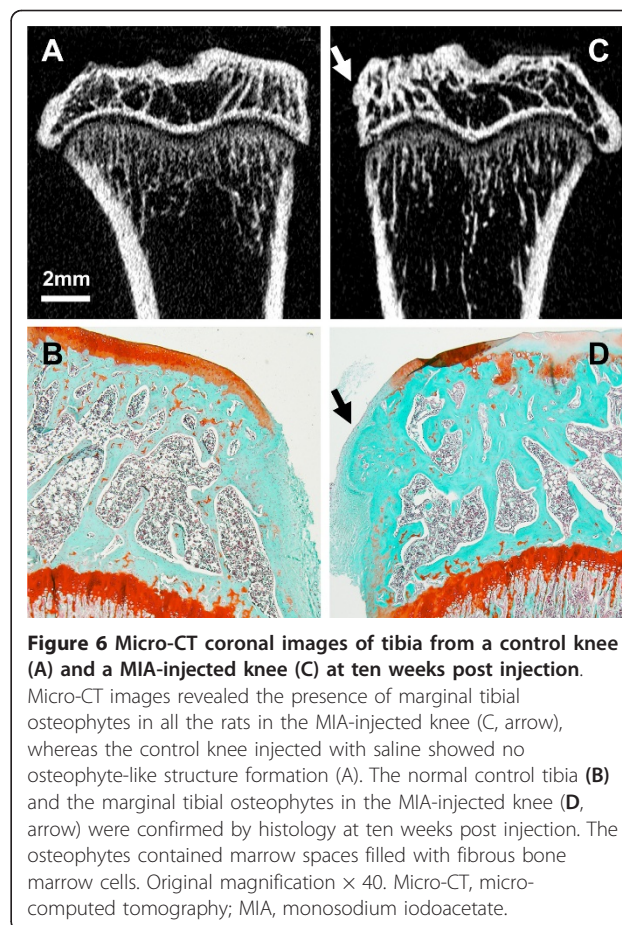 A
C
2mm
B
D
Figure 6 Micro-CT coronal images of tibia from a control knee
(A) and a MIA-injected knee (C) at ten weeks post injection.
Micro-CT images revealed the presence of marginal tibial
osteophytes in all the rats in the MIA-injected knee (C, arrow),
whereas the control knee injected with saline showed no
osteophyte-like structure formation (A). The normal control tibia (B)
and the marginal tibial osteophytes in the MIA-injected knee (D,
arrow) were confirmed by histology at ten weeks post injection. The
osteophytes contained marrow spaces filled with fibrous bone
marrow cells. Original magnification × 40. Micro-CT, micro-
computed tomography; MIA, monosodium iodoacetate.